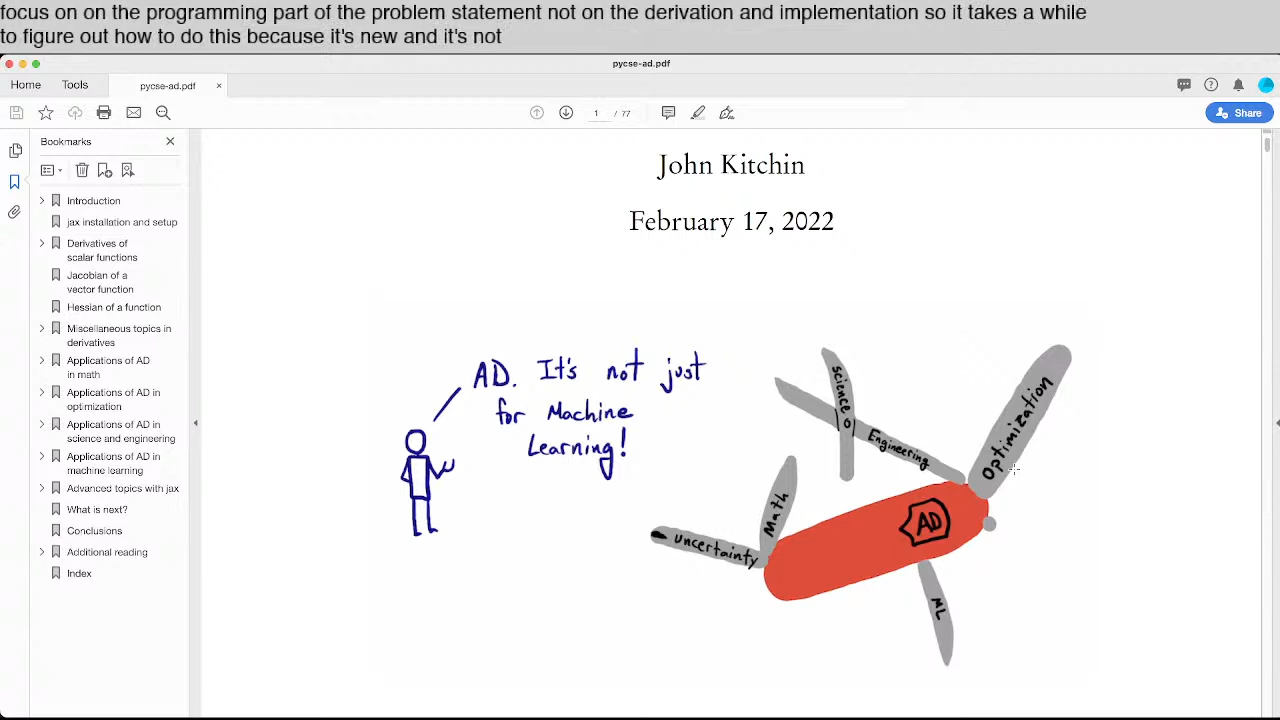 focus on on the programming part of the problem statement not on the derivation and implementation so it takes a while
to figure out how to do this because it's new and it's not
pycse-ad.pdf
Home
Tools
pycse-ad.pdf
1 / 77
Share
Bookmarks
Introduction
jax installation and setup
Derivatives of
scalar functions
Jacobian of a
vector function
Hessian of a function
Miscellaneous topics in
derivatives
Applications of AD
in math
Applications of AD in
optimization
Applications of AD in
science and engineering
Applications of AD in
machine learning
Advanced topics with jax
What is next?
Conclusions
Additional reading
Index
John Kitchin
February 17, 2022
AD. It's not just
for Machine
Learning!
science
Engineering
Optimization
Math
uncertainty
AD
ML